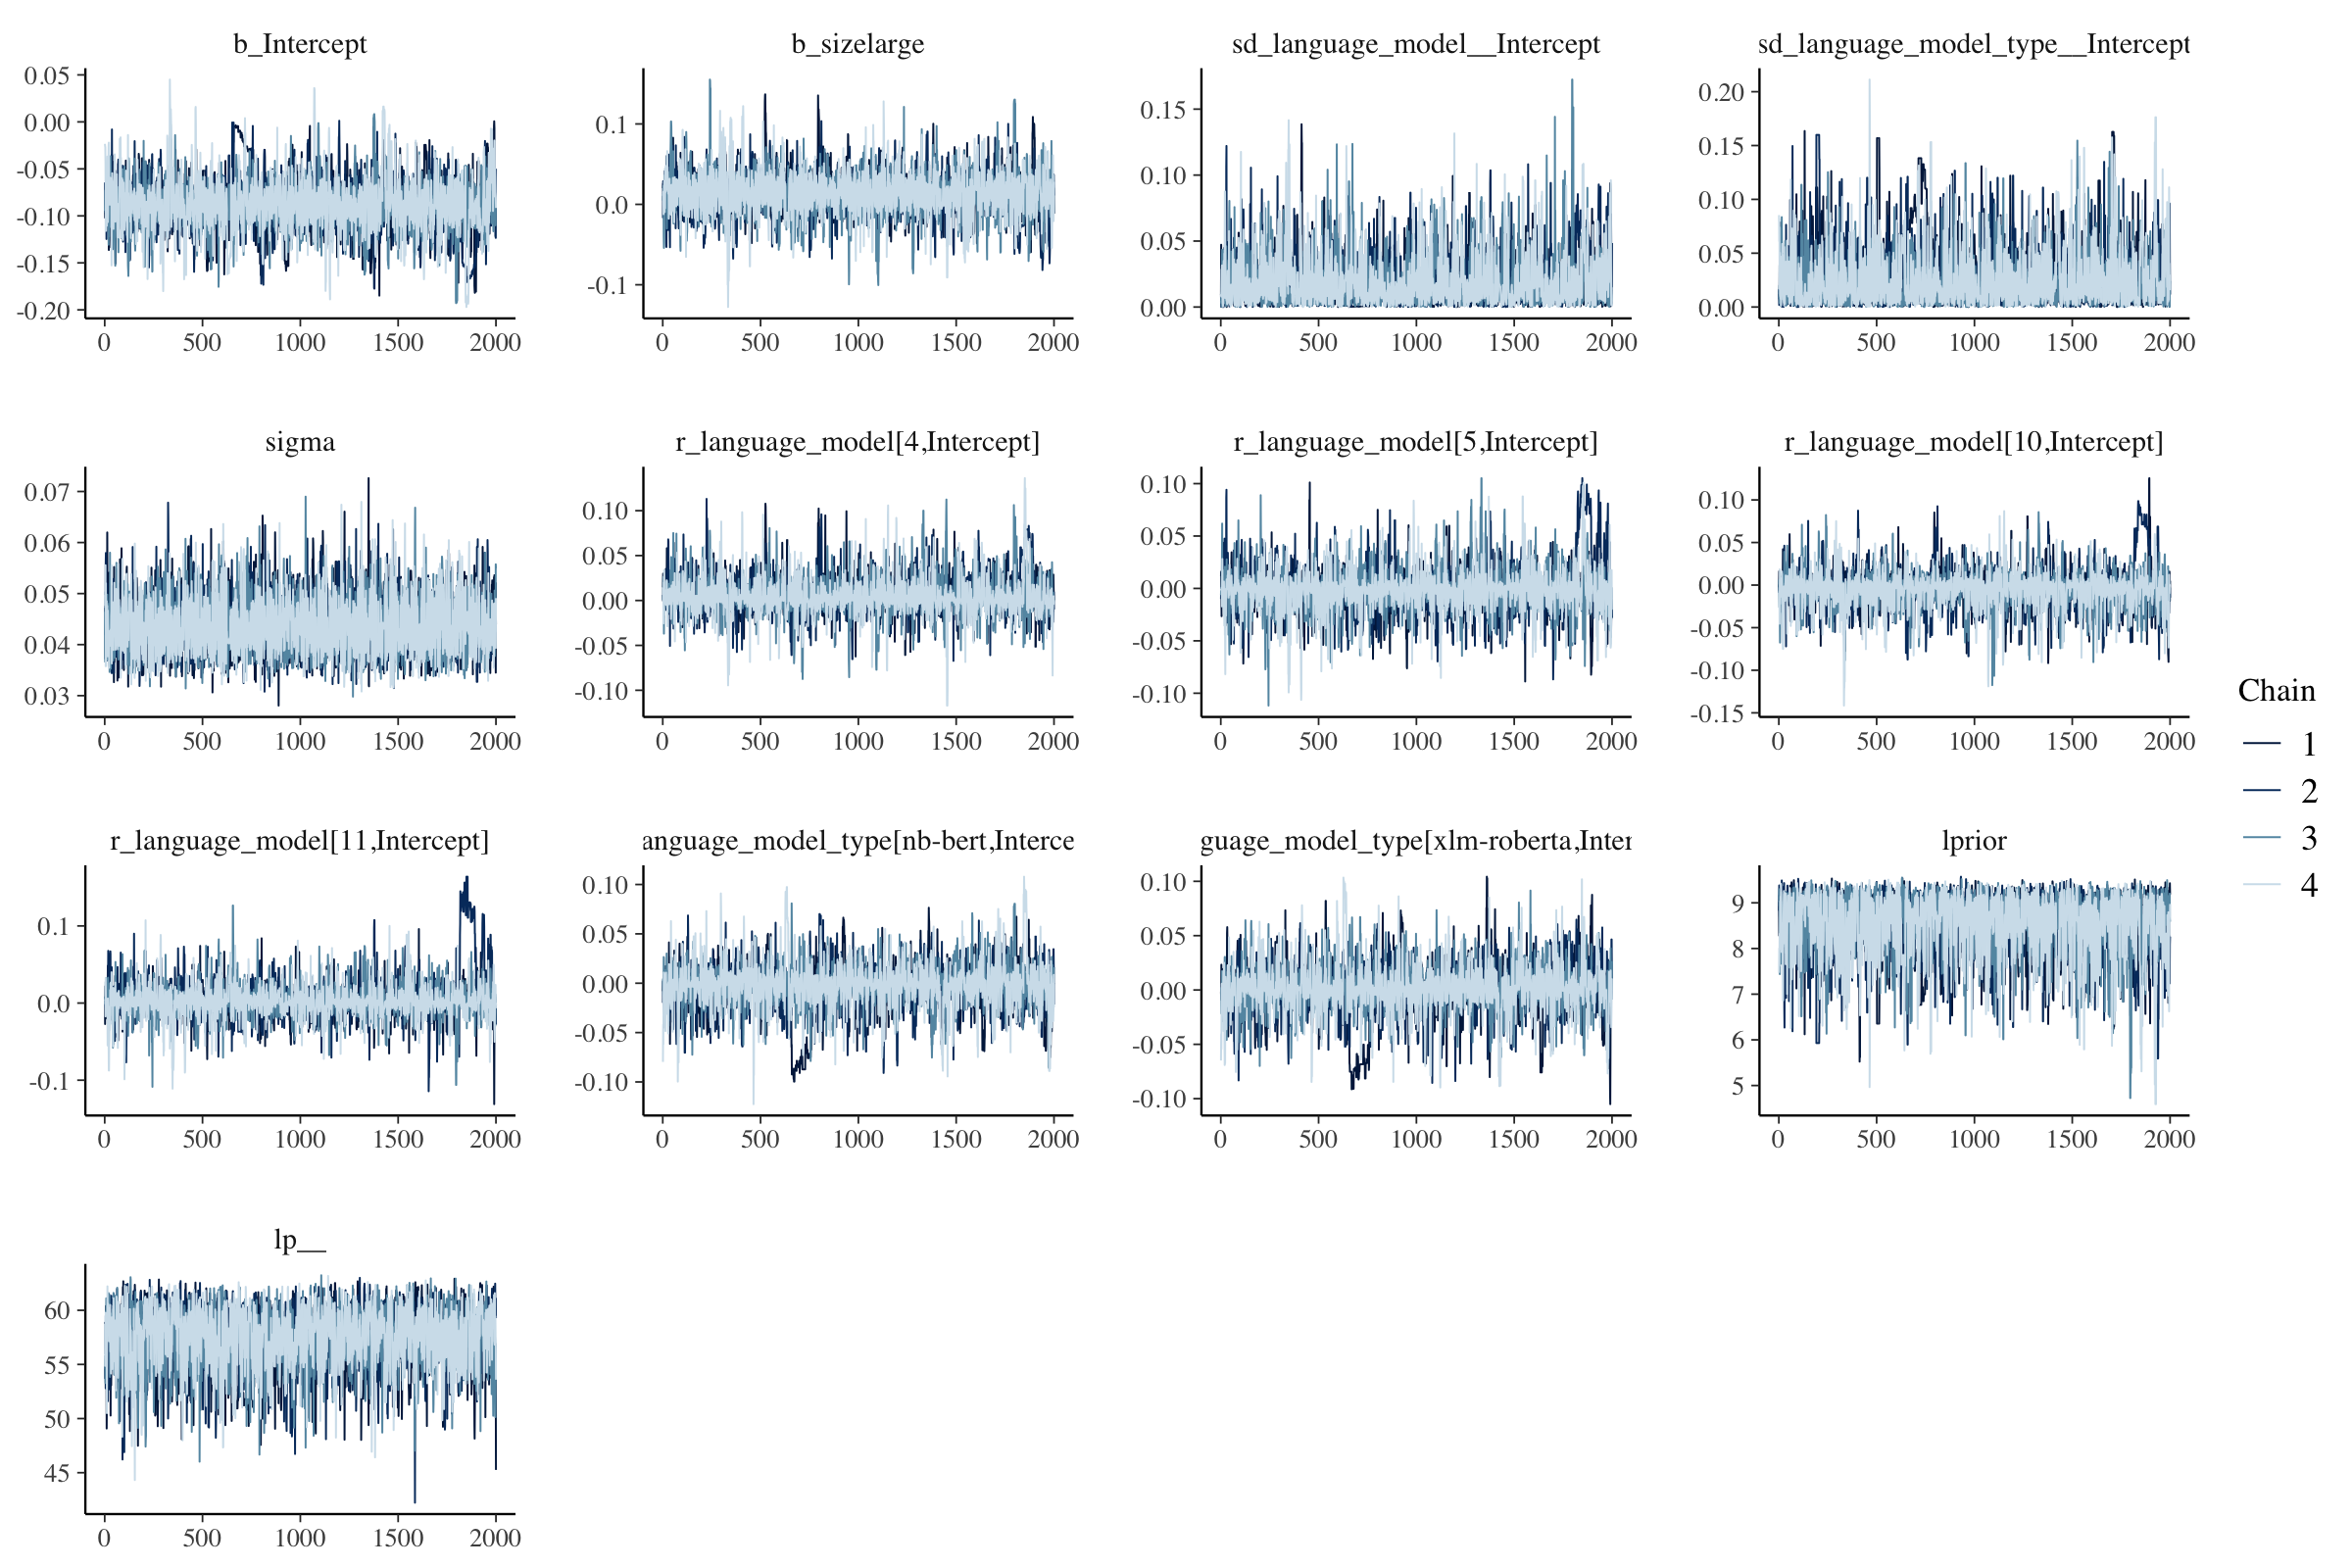 b_Intercept
0.05
0.00
-0.05
-0.10
-0.15
-0.20
0 500 1000 1500 2000
b_sizelarge
0.1
0.0
-0.1
0 500 1000 1500 2000
sd_language_model__Intercept
0.15
0.10
0.05
0.00
0 500 1000 1500 2000
sd_language_model_type__Intercept
0.20
0.15
0.10
0.05
0.00
0 500 1000 1500 2000
sigma
0.07
0.06
0.05
0.04
0.03
0 500 1000 1500 2000
r_language_model[4,Intercept]
0.10
0.05
0.00
-0.05
-0.10
0 500 1000 1500 2000
r_language_model[5,Intercept]
0.10
0.05
0.00
-0.05
-0.10
0 500 1000 1500 2000
r_language_model[10,Intercept]
0.10
0.05
0.00
-0.05
-0.10
-0.15
0 500 1000 1500 2000
r_language_model[11,Intercept]
0.1
0.0
-0.1
0 500 1000 1500 2000
anguage_model_type[nb-bert,Interce
0.10
0.05
0.00
-0.05
-0.10
0 500 1000 1500 2000
guage_model_type[xlm-roberta,Inter
0.10
0.05
0.00
-0.05
-0.10
0 500 1000 1500 2000
lprior
9
8
7
6
5
0 500 1000 1500 2000
lp__
60
55
50
45
0 500 1000 1500 2000
Chain
1
2
3
4